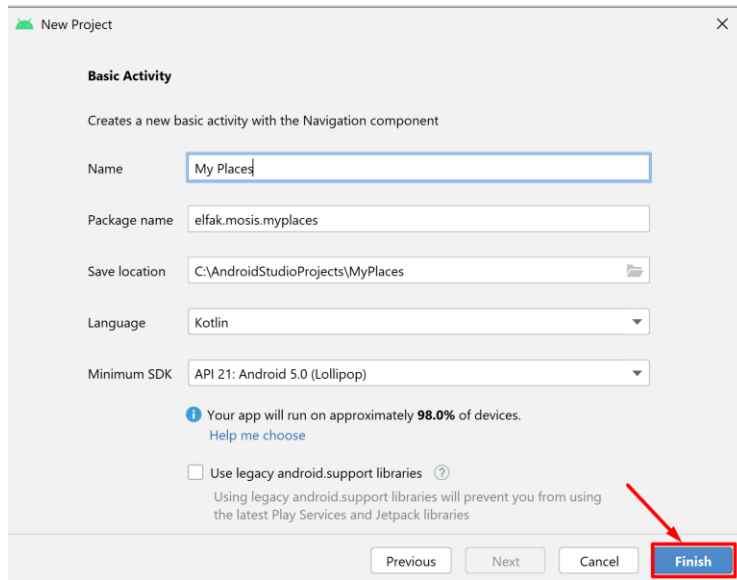 New Project
Basic Activity
Creates a new basic activity with the Navigation component
Name My Places
Package name elfak.mosis.myplaces
Save location C:\AndroidStudioProjects\MyPlaces
Language Kotlin
Minimum SDK API 21: Android 5.0 (Lollipop)
Your app will run on approximately 98.0% of devices.
Help me choose
Use legacy android.support libraries ?
Using legacy android.support libraries will prevent you from using
the latest Play Services and Jetpack libraries
Previous Next Cancel Finish